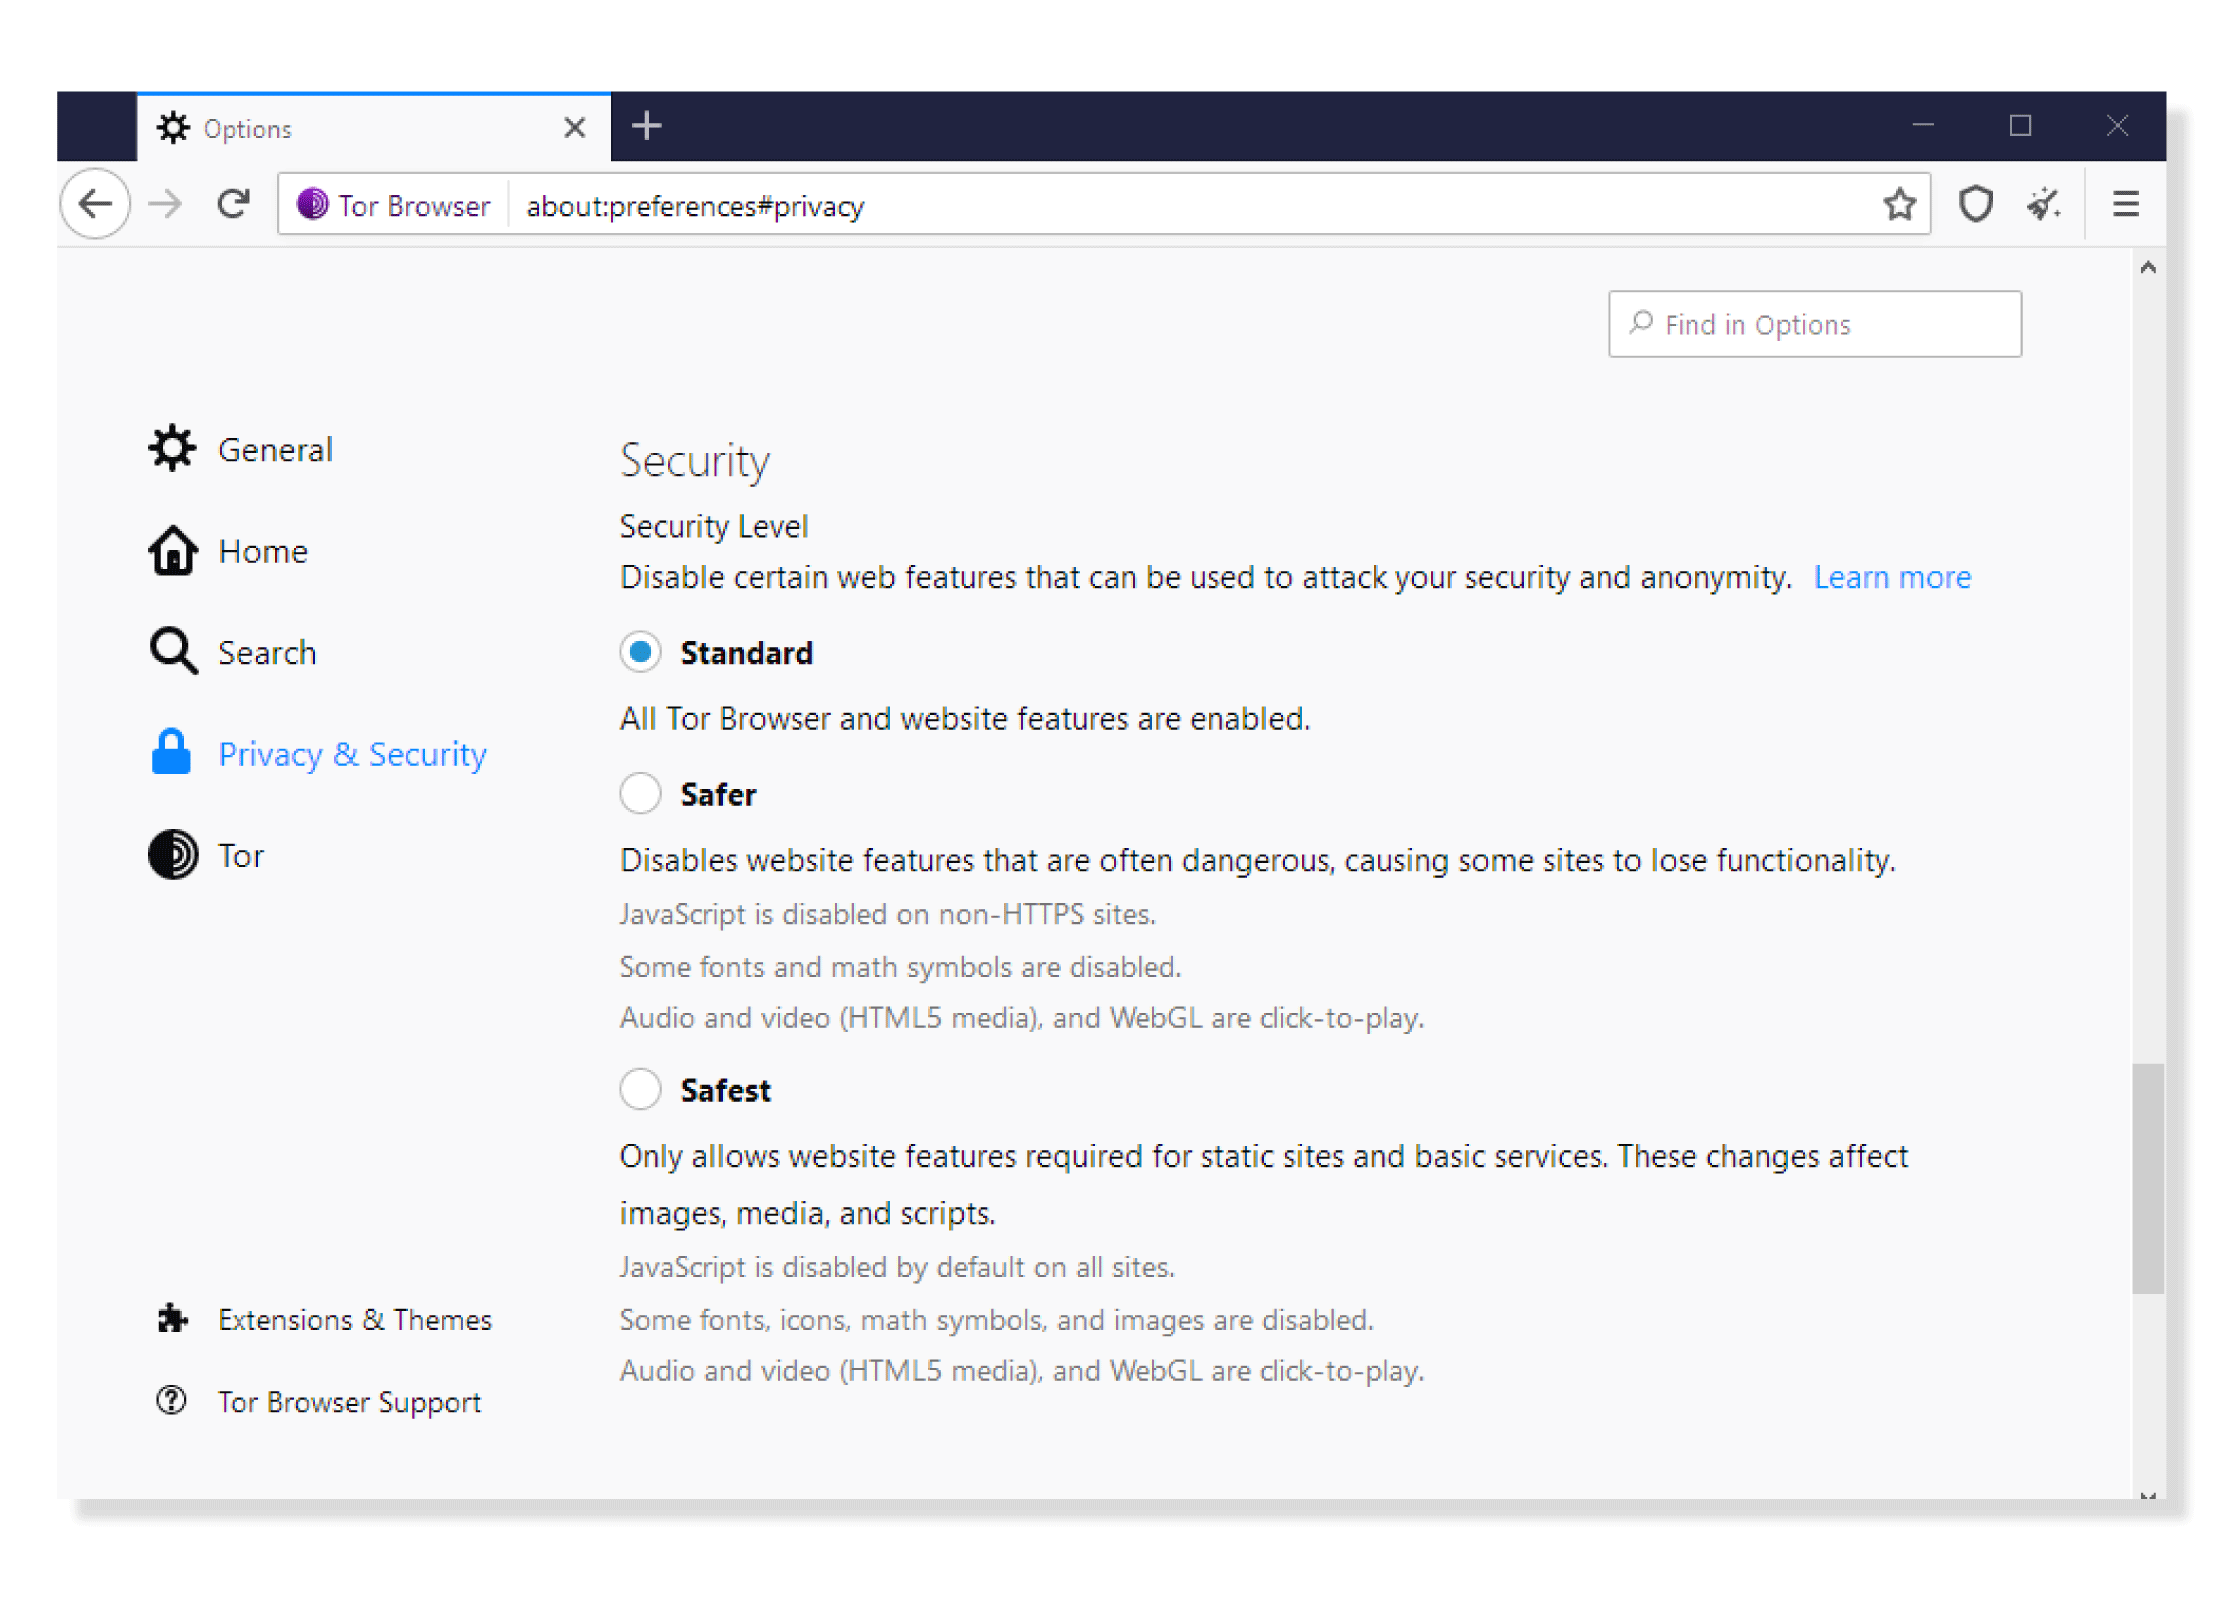 Options
Tor Browser about:preferences#privacy
Find in Options
General
Home
Search
Privacy & Security
Tor
Extensions & Themes
Tor Browser Support
Security
Security Level
Disable certain web features that can be used to attack your security and anonymity. Learn more
Standard
All Tor Browser and website features are enabled.
Safer
Disables website features that are often dangerous, causing some sites to lose functionality.
JavaScript is disabled on non-HTTPS sites.
Some fonts and math symbols are disabled.
Audio and video (HTML5 media), and WebGL are click-to-play.
Safest
Only allows website features required for static sites and basic services. These changes affect
images, media, and scripts.
JavaScript is disabled by default on all sites.
Some fonts, icons, math symbols, and images are disabled.
Audio and video (HTML5 media), and WebGL are click-to-play.